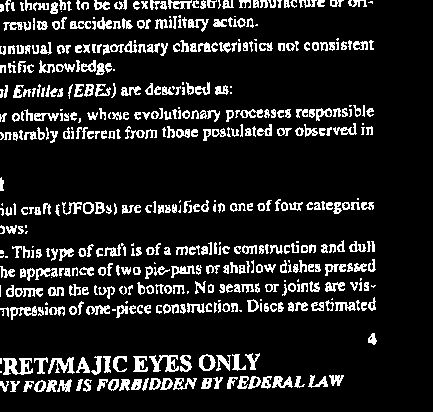 aft thought to be of extraterrestrial manufacture or ori-
results of accidents or military action.
unusual or extraordinary characteristics not consistent
ntific knowledge.
al Entities (EBEs) are described as:
or otherwise, whose evolutionary processes responsible
onstrably different from those postulated or observed in
t
ial craft (UFOBs) are classified in one of four categories
ows:
e. This type of craft is of a metallic construction and dull
he appearance of two pie-pans or shallow dishes pressed
d dome on the top or bottom. No seams or joints are vis-
mpression of one-piece construction. Discs are estimated
4
CRET/MAJIC EYES ONLY
NY FORM IS FORBIDDEN BY FEDERAL LAW